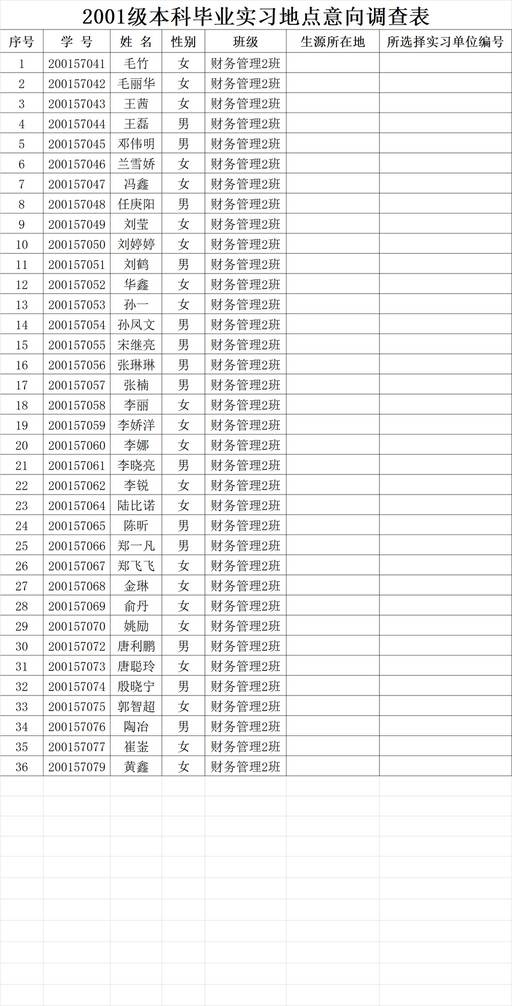 2001级本科毕业实习地点意向调查表
序号 学 号 姓 名 性别 班级 生源所在地 所选择实习单位编号
1 200157041 毛竹 女 财务管理2班
2 200157042 毛丽华 女 财务管理2班
3 200157043 王茜 女 财务管理2班
4 200157044 王磊 男 财务管理2班
5 200157045 邓伟明 男 财务管理2班
6 200157046 兰雪娇 女 财务管理2班
7 200157047 冯鑫 女 财务管理2班
8 200157048 任庚阳 男 财务管理2班
9 200157049 刘莹 女 财务管理2班
10 200157050 刘婷婷 女 财务管理2班
11 200157051 刘鹤 男 财务管理2班
12 200157052 华鑫 女 财务管理2班
13 200157053 孙一 女 财务管理2班
14 200157054 孙凤文 男 财务管理2班
15 200157055 宋继亮 男 财务管理2班
16 200157056 张琳琳 男 财务管理2班
17 200157057 张楠 男 财务管理2班
18 200157058 李丽 女 财务管理2班
19 200157059 李娇洋 女 财务管理2班
20 200157060 李娜 女 财务管理2班
21 200157061 李晓亮 男 财务管理2班
22 200157062 李锐 女 财务管理2班
23 200157064 陆比诺 女 财务管理2班
24 200157065 陈昕 男 财务管理2班
25 200157066 郑一凡 男 财务管理2班
26 200157067 郑飞飞 女 财务管理2班
27 200157068 金琳 女 财务管理2班
28 200157069 俞丹 女 财务管理2班
29 200157070 姚励 女 财务管理2班
30 200157072 唐利鹏 男 财务管理2班
31 200157073 唐聪玲 女 财务管理2班
32 200157074 殷晓宁 男 财务管理2班
33 200157075 郭智超 女 财务管理2班
34 200157076 陶冶 男 财务管理2班
35 200157077 崔崟 女 财务管理2班
36 200157079 黄鑫 女 财务管理2班